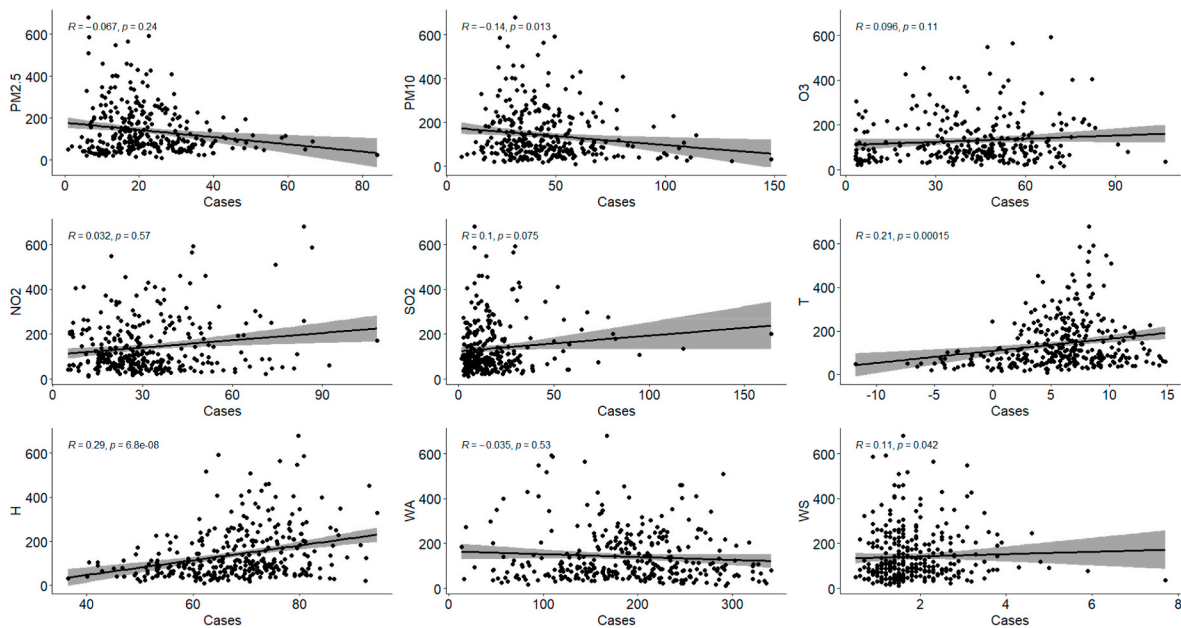 R = −0.067, p = 0.24
600
400
200
0
PM2.5
0
20
40
60
80
Cases
R = −0.14, p = 0.013
600
400
200
0
PM10
0
50
100
150
Cases
R = 0.096, p = 0.11
600
400
200
0
O3
0
30
60
90
Cases
R = 0.032, p = 0.57
600
400
200
0
NO2
0
30
60
90
Cases
R = 0.1, p = 0.075
600
400
200
0
SO2
0
50
100
150
Cases
R = 0.21, p = 0.00015
600
400
200
0
T
-10
-5
0
5
10
15
Cases
R = 0.29, p = 6.8e-08
600
400
200
0
H
40
60
80
Cases
R = −0.035, p = 0.53
600
400
200
0
WA
0
100
200
300
Cases
R = 0.11, p = 0.042
600
400
200
0
WS
2
4
6
8
Cases